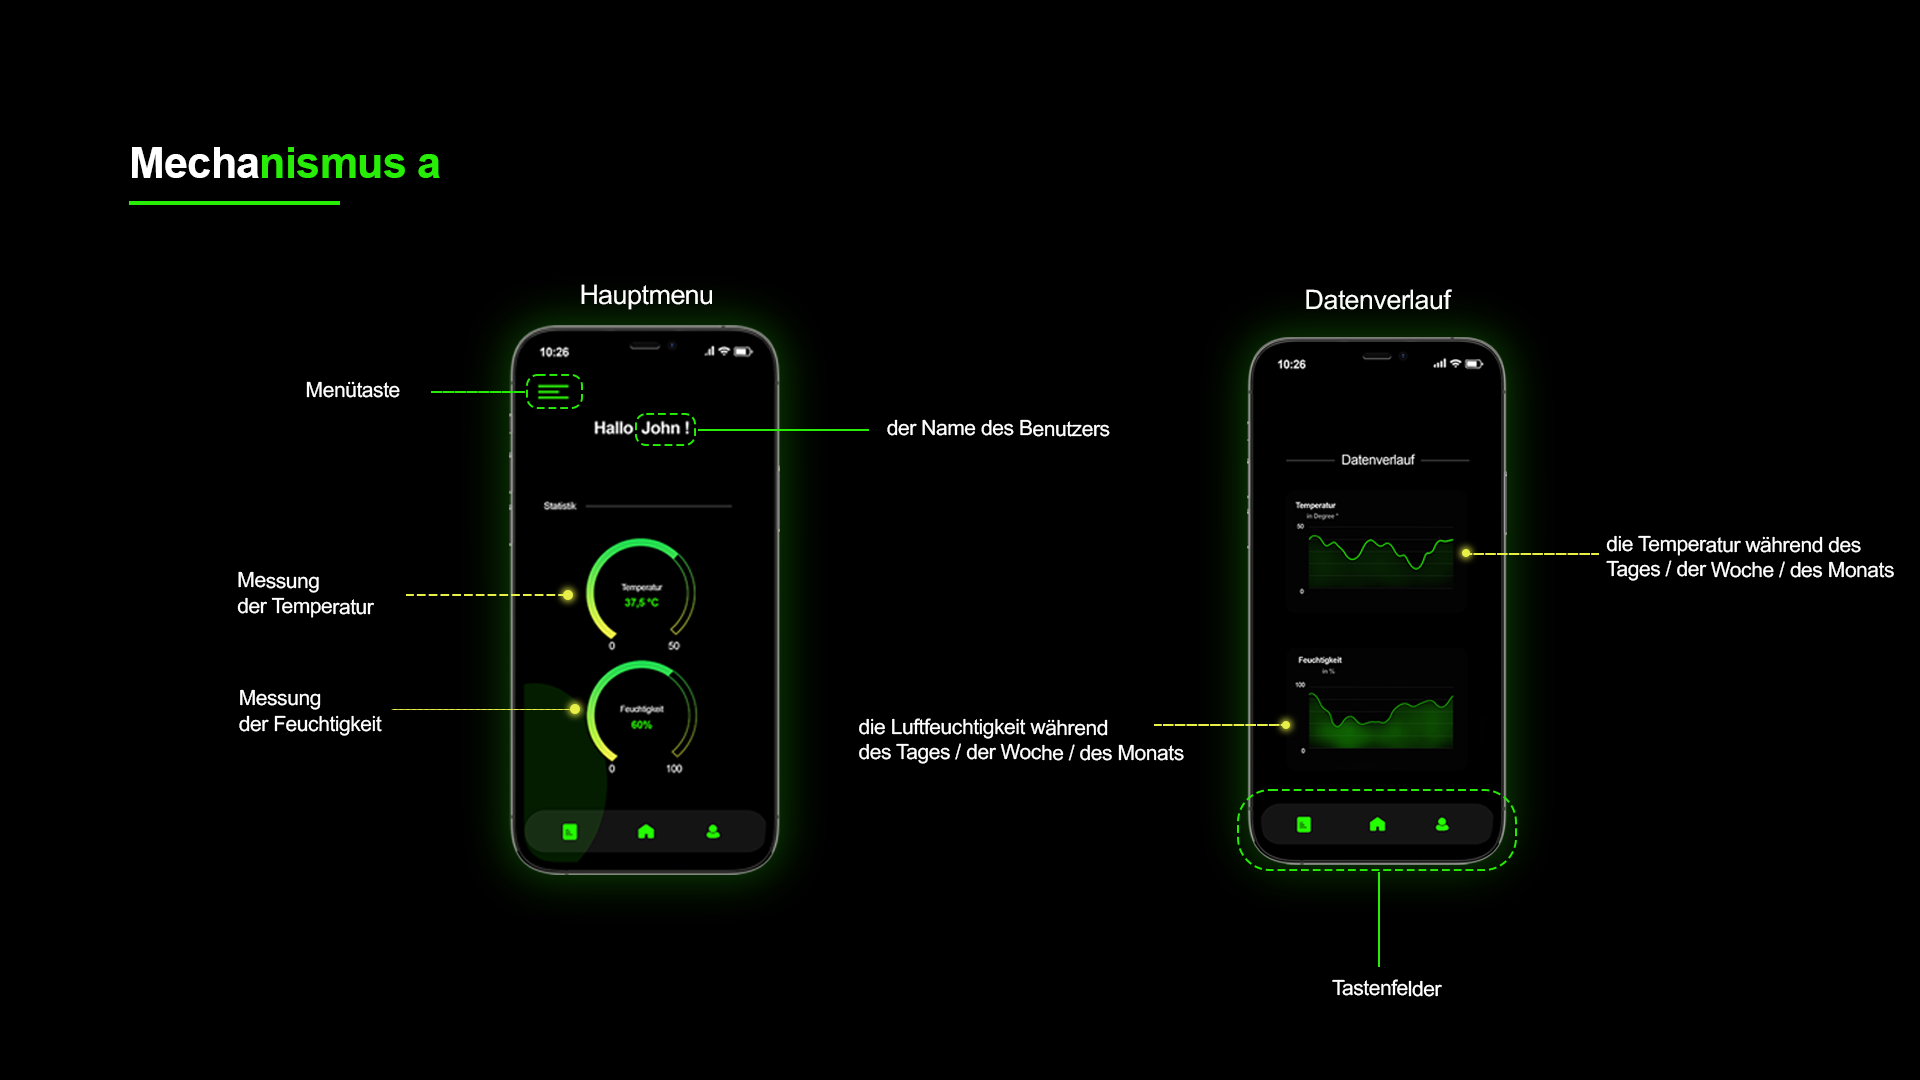 Mechanismus a
Hauptmenu
10:26
Menütaste
Hallo John !
der Name des Benutzers
Statistik
Messung
der Temperatur
Temperatur
37,5 °C
0
50
Messung
der Feuchtigkeit
Feuchtigkeit
60%
0
100
Datenverlauf
10:26
Datenverlauf
Temperatur
in Degree °
50
0
die Temperatur während des
Tages / der Woche / des Monats
Feuchtigkeit
in %
100
0
die Luftfeuchtigkeit während
des Tages / der Woche / des Monats
Tastenfelder